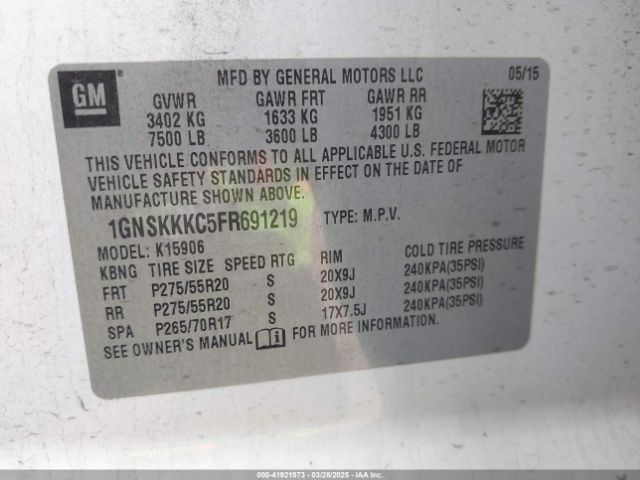 GM ®
MFD BY GENERAL MOTORS LLC 05/15
GVWR GAWR FRT GAWR RR
3402 KG 1633 KG 1951 KG
7500 LB 3600 LB 4300 LB
THIS VEHICLE CONFORMS TO ALL APPLICABLE U.S. FEDERAL MOTOR
VEHICLE SAFETY STANDARDS IN EFFECT ON THE DATE OF
MANUFACTURE SHOWN ABOVE.
1GNSKKKC5FR691219 TYPE: M.P.V.
MODEL: K15906
KBNG TIRE SIZE SPEED RTG RIM COLD TIRE PRESSURE
FRT P275/55R20 S 20X9J 240KPA(35PSI)
RR P275/55R20 S 20X9J 240KPA(35PSI)
SPA P265/70R17 S 17X7.5J 240KPA(35PSI)
SEE OWNER'S MANUAL i FOR MORE INFORMATION.
000-41921973 03/28/2025 IAAI.COM